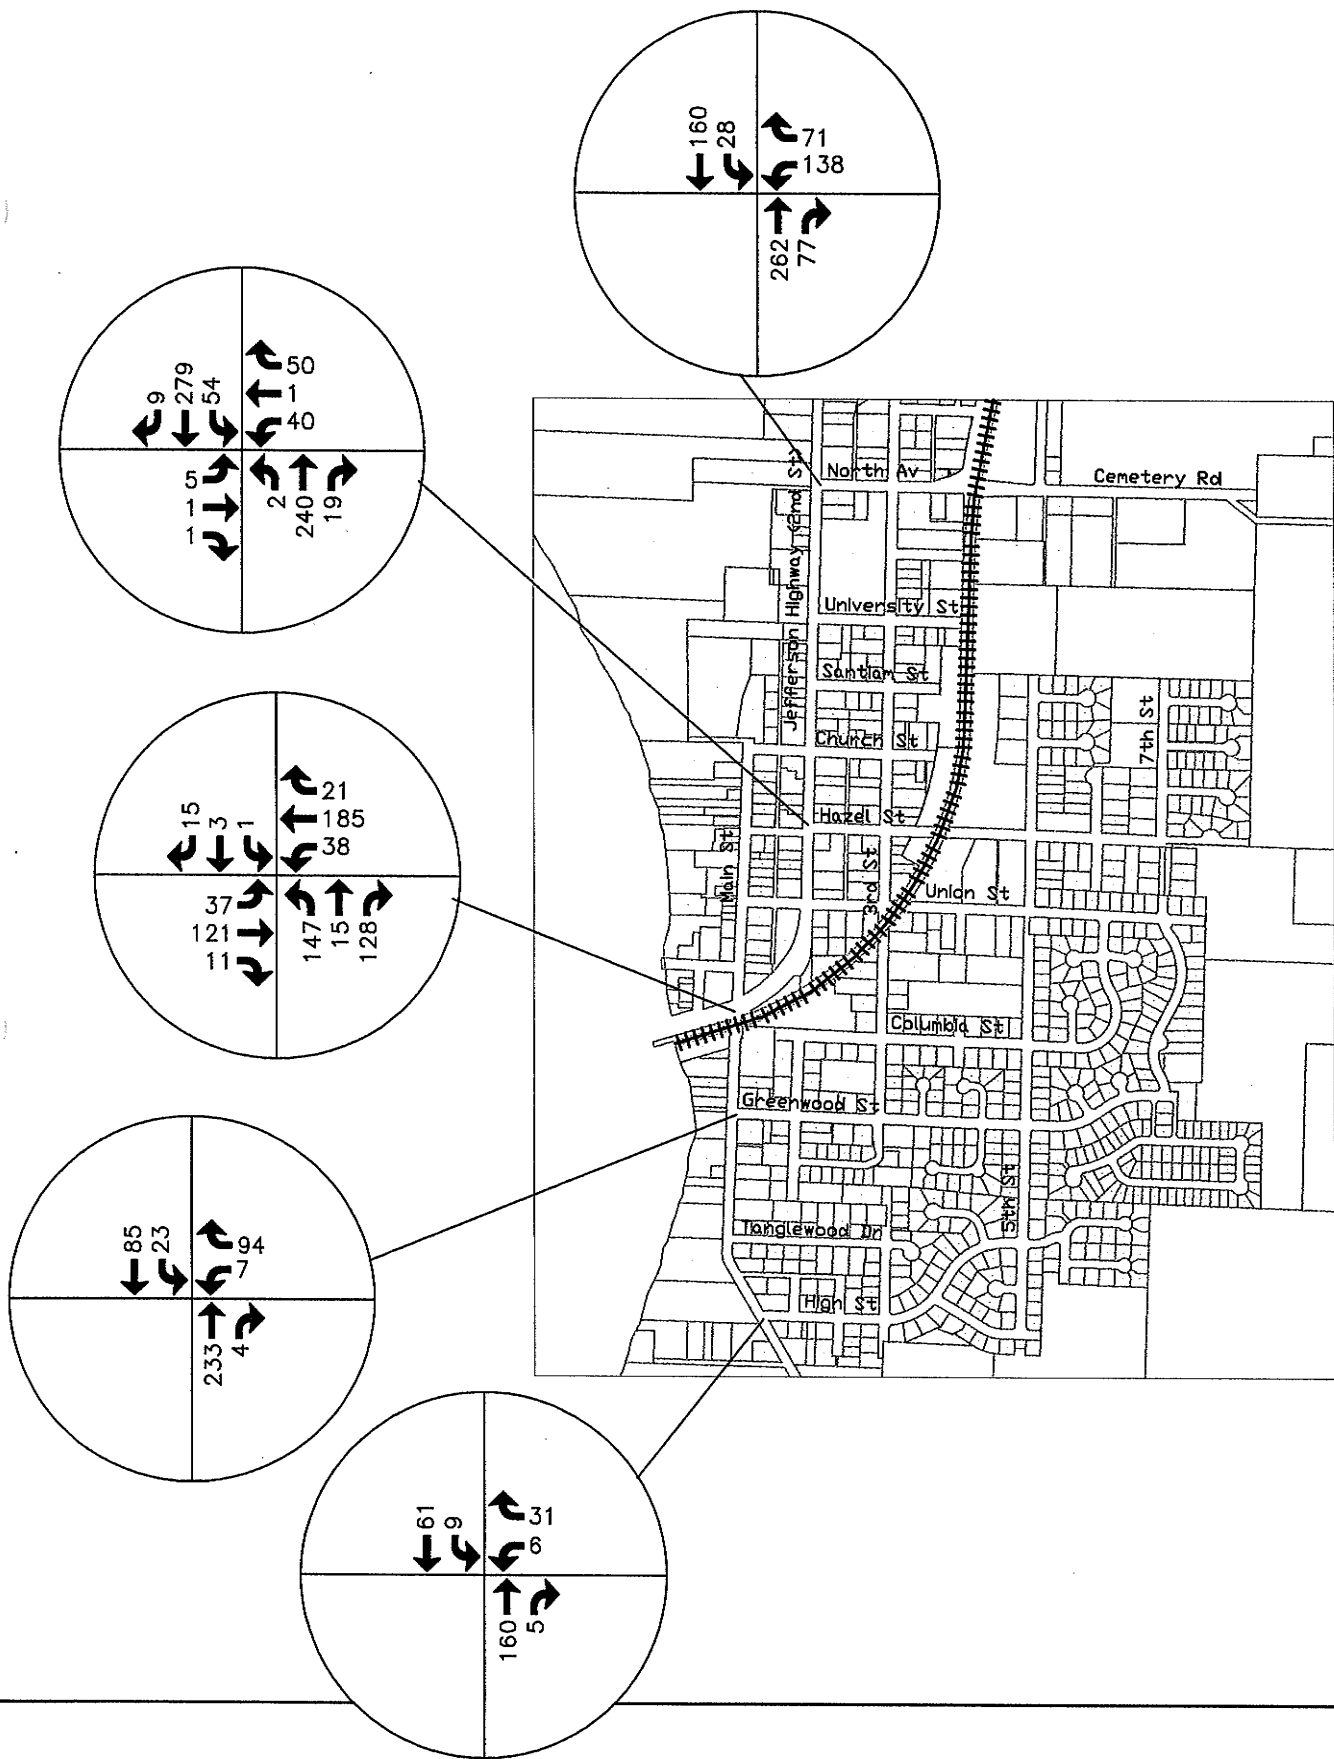 160
28
71
138
262
77
9
279
54
50
1
40
5
1
1
2
240
19
15
3
1
21
185
38
37
121
11
147
15
128
85
23
94
7
233
4
61
9
31
6
160
5
North Av
Cemetery Rd
Jefferson Highway (2nd St)
University St
Santiam St
Church St
7th St
Hazel St
Main St
3rd St
Union St
Columbia St
Greenwood St
5th St
Tanglewood Dr
High St